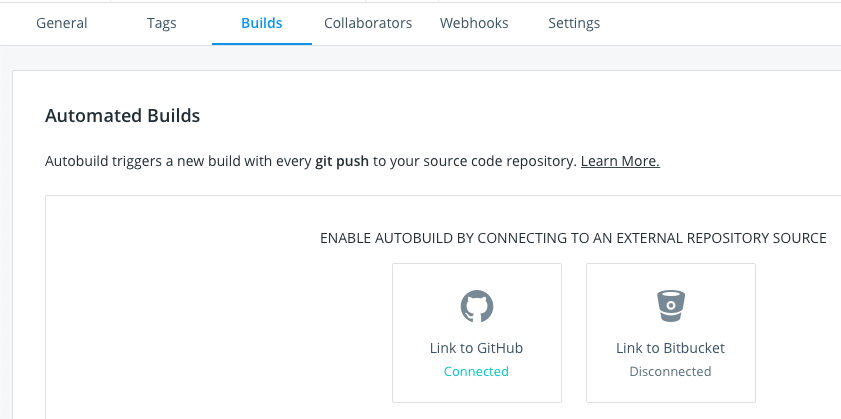 General Tags Builds Collaborators Webhooks Settings
Automated Builds
Autobuild triggers a new build with every git push to your source code repository. Learn More.
ENABLE AUTOBUILD BY CONNECTING TO AN EXTERNAL REPOSITORY SOURCE
Link to GitHub Link to Bitbucket
Connected Disconnected